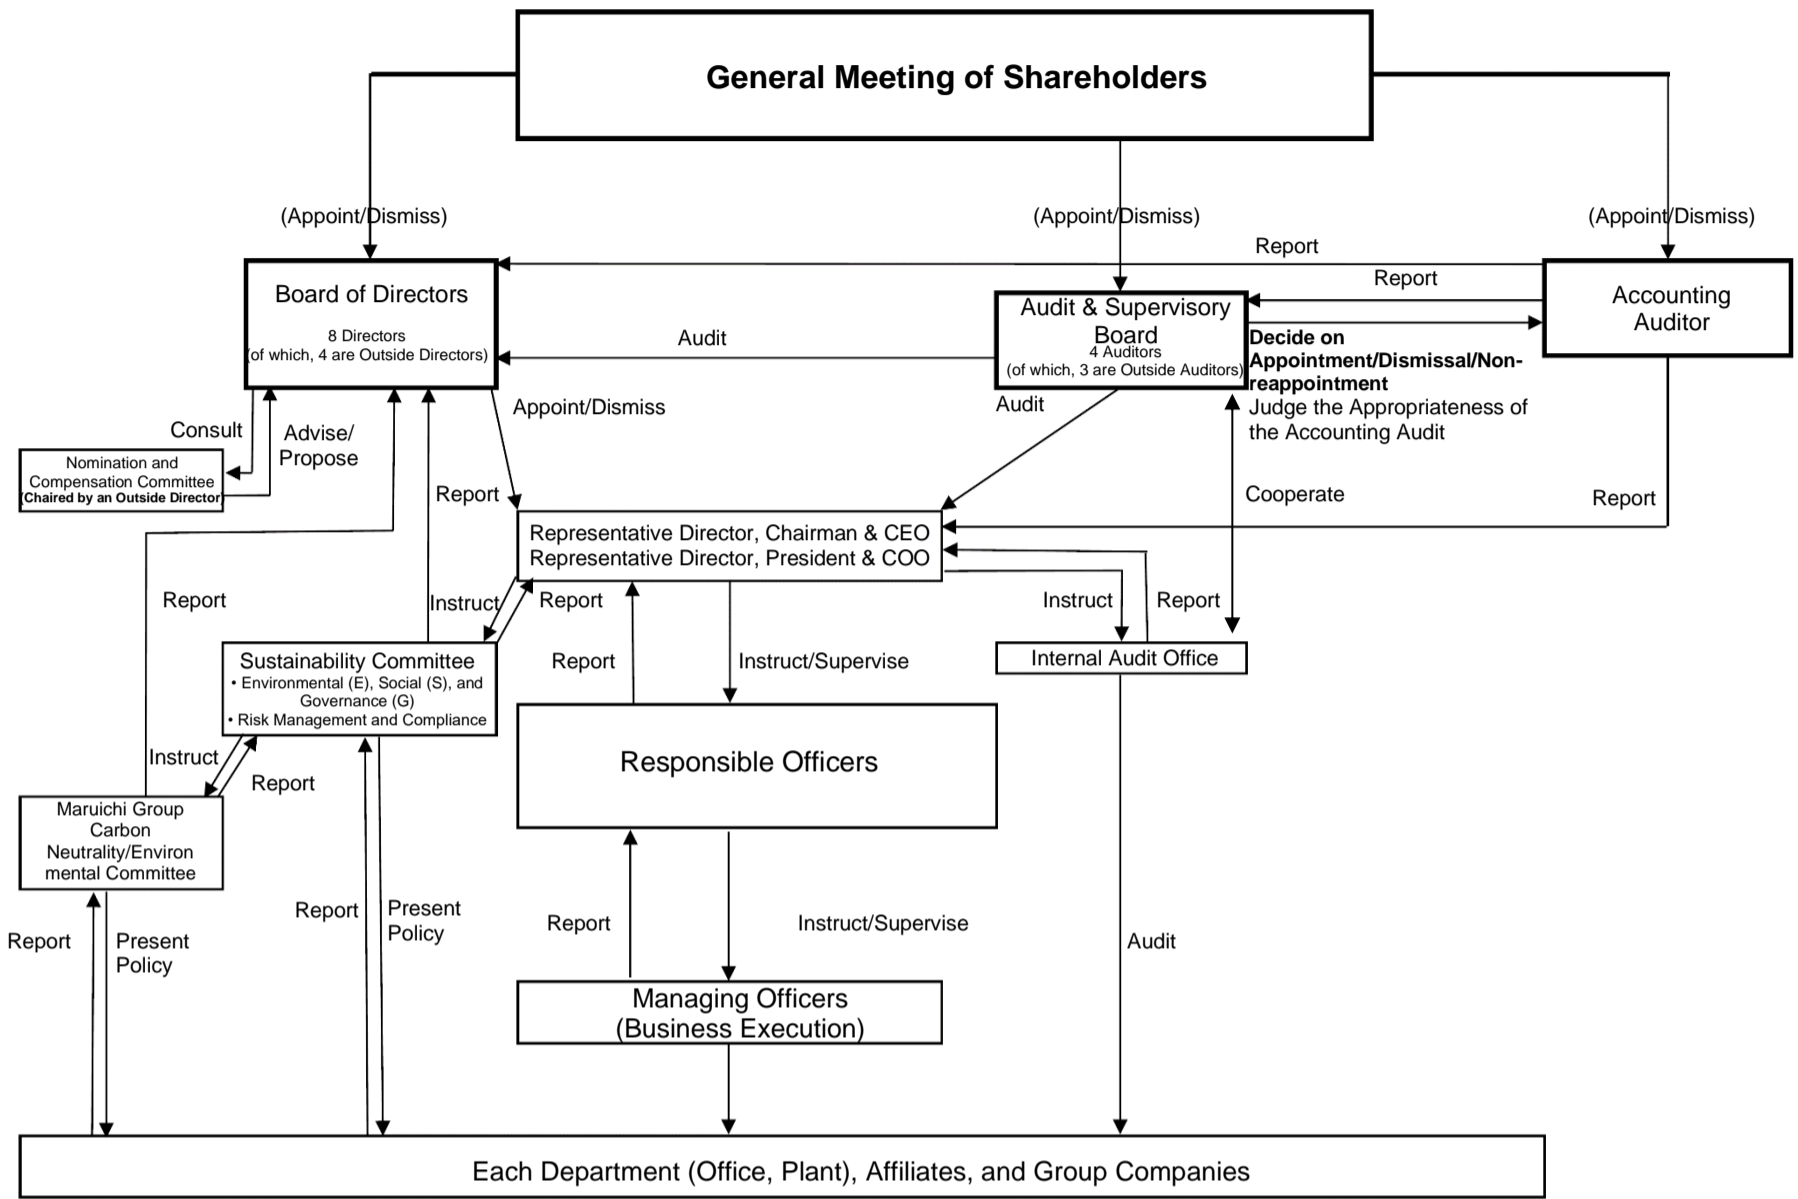 General Meeting of Shareholders
(Appoint/Dismiss)
(Appoint/Dismiss)
(Appoint/Dismiss)
Report
Report
Board of Directors
8 Directors
(of which, 4 are Outside Directors)
Audit
Audit & Supervisory
Board
4 Auditors
(of which, 3 are Outside Auditors)
Accounting
Auditor
Decide on
Appointment/Dismissal/Non-
reappointment
Judge the Appropriateness of
the Accounting Audit
Appoint/Dismiss
Audit
Consult
Advise/
Propose
Nomination and
Compensation Committee
(Chaired by an Outside Director)
Report
Cooperate
Report
Representative Director, Chairman & CEO
Representative Director, President & COO
Report
Instruct
Report
Instruct
Report
Sustainability Committee
• Environmental (E), Social (S), and
Governance (G)
• Risk Management and Compliance
Report
Instruct/Supervise
Internal Audit Office
Instruct
Report
Responsible Officers
Maruichi Group
Carbon
Neutrality/Environ
mental Committee
Report
Present
Policy
Report
Present
Policy
Report
Instruct/Supervise
Audit
Managing Officers
(Business Execution)
Each Department (Office, Plant), Affiliates, and Group Companies